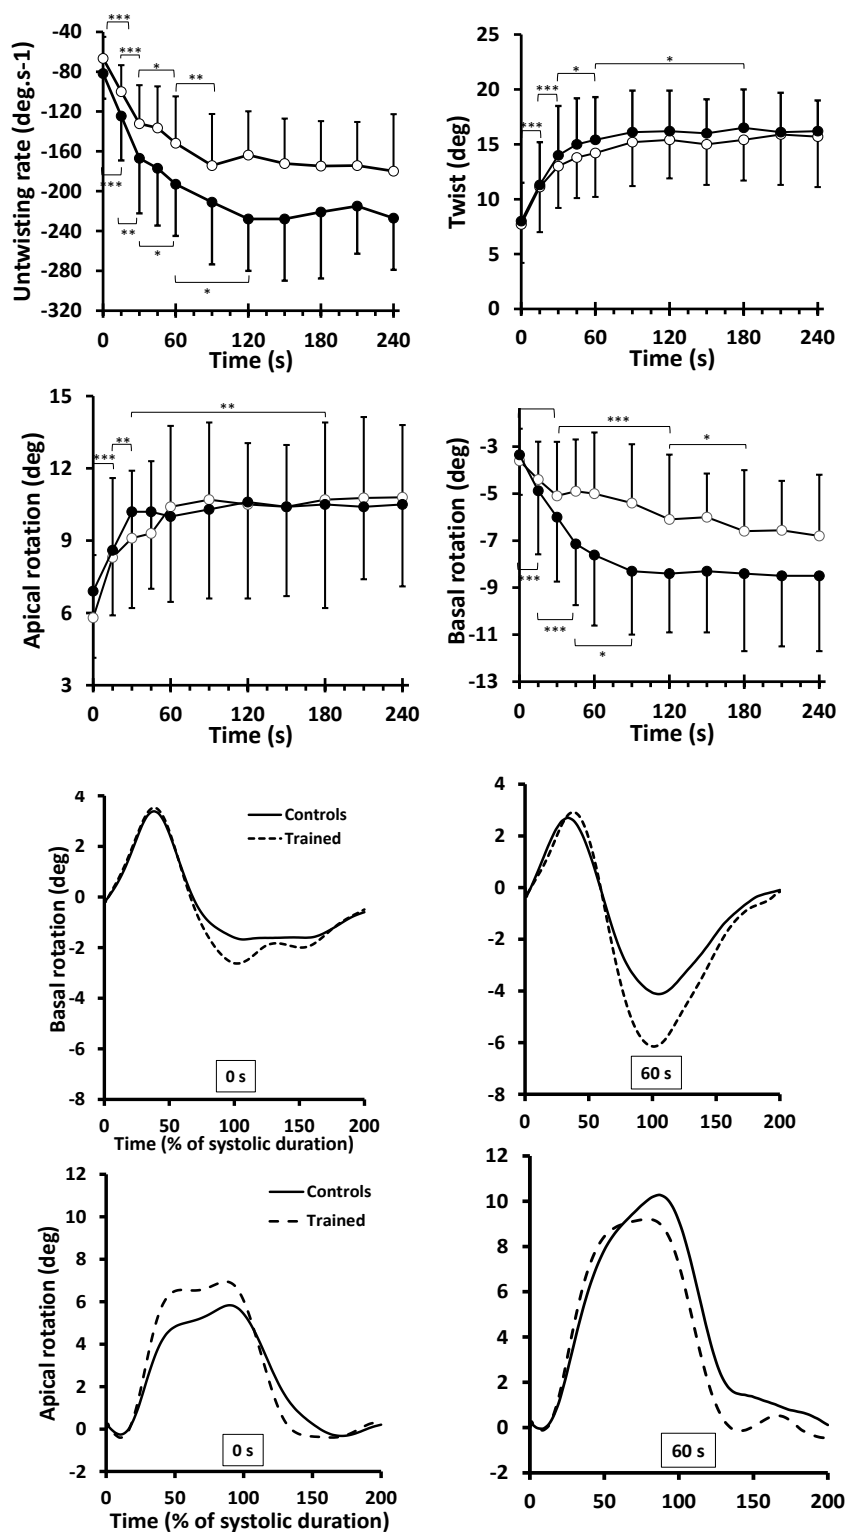 Untwisting rate (deg.s-1)
-40
-80
-120
-160
-200
-240
-280
-320
0 60 120 180 240
Time (s)
***
***
*
**
***
**
*
*
Twist (deg)
25
20
15
10
5
0
0 60 120 180 240
Time (s)
***
***
*
*
Apical rotation (deg)
15
12
9
6
3
0 60 120 180 240
Time (s)
***
**
**
Basal rotation (deg)
-3
-5
-7
-9
-11
-13
0 60 120 180 240
Time (s)
***
*
***
***
*
Basal rotation (deg)
4
2
0
-2
-4
-6
-8
0 50 100 150 200
Time (% of systolic duration)
Controls
Trained
0 s
4
2
0
-2
-4
-6
-8
0 50 100 150 200
60 s
Apical rotation (deg)
12
10
8
6
4
2
0
-2
0 50 100 150 200
Time (% of systolic duration)
Controls
Trained
0 s
12
10
8
6
4
2
0
-2
0 50 100 150 200
60 s